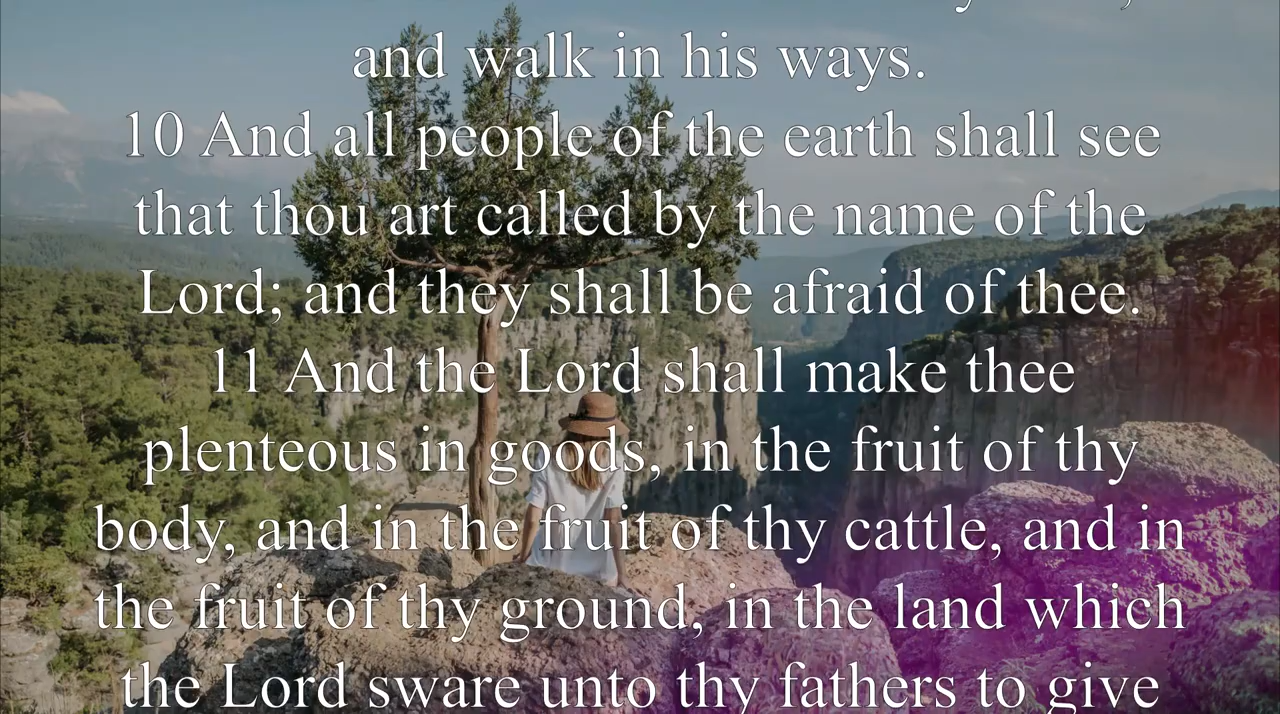 and walk in his ways.
10 And all people of the earth shall see
that thou art called by the name of the
Lord; and they shall be afraid of thee.
11 And the Lord shall make thee
plenteous in goods, in the fruit of thy
body, and in the fruit of thy cattle, and in
the fruit of thy ground, in the land which
the Lord sware unto thy fathers to give